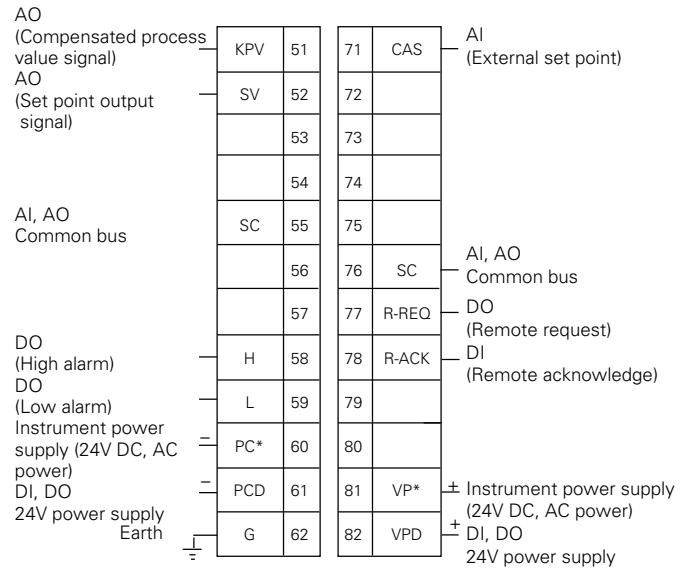 AO
(Compensated process
value signal)
AO
(Set point output
signal)
AI, AO
Common bus
DO
(High alarm)
DO
(Low alarm)
Instrument power
supply (24V DC, AC
power)
DI, DO
24V power supply
Earth
KPV 51
SV 52
53
54
SC 55
56
57
H 58
L 59
− PC* 60
− PCD 61
G 62
71 CAS
72
73
74
75
76 SC
77 R-REQ
78 R-ACK
79
80
81 VP* ±
82 VPD +
AI
(External set point)
AI, AO
Common bus
DO
(Remote request)
DI
(Remote acknowledge)
Instrument power supply
(24V DC, AC power)
DI, DO
24V power supply